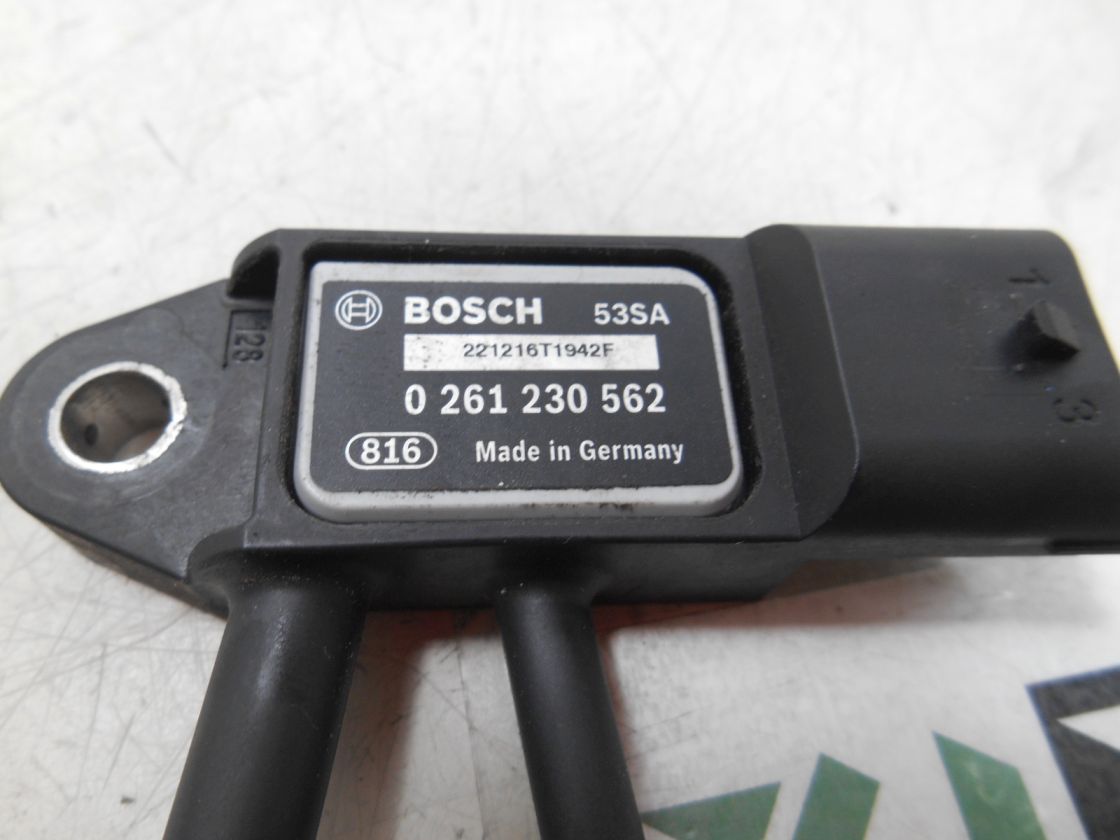 BOSCH 53SA
221216T1942F
0 261 230 562
816 Made in Germany
128
1
3